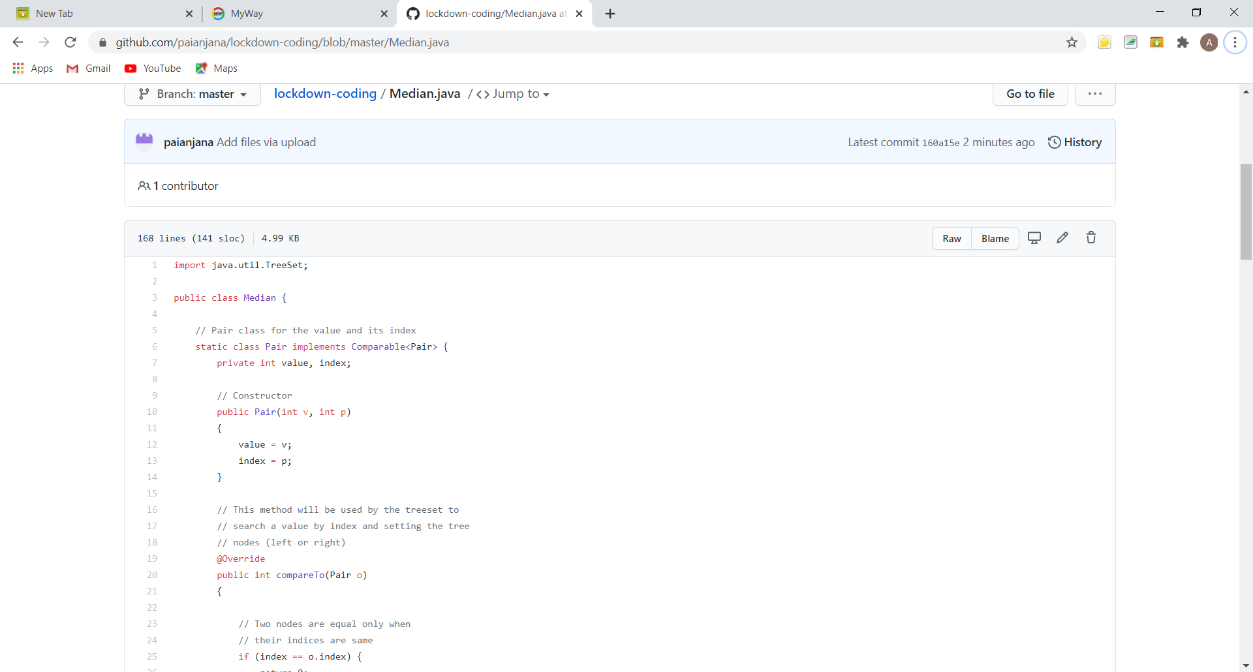 New Tab
MyWay
lockdown-coding/Median.java at
github.com/paianjana/lockdown-coding/blob/master/Median.java
A
Apps
Gmail
YouTube
Maps
Branch: master
lockdown-coding / Median.java / <> Jump to
Go to file
...
paianjana Add files via upload
Latest commit 160a15e 2 minutes ago
History
1 contributor
168 lines (141 sloc) | 4.99 KB
Raw
Blame
1 import java.util.TreeSet;
2
3 public class Median {
4
5 // Pair class for the value and its index
6 static class Pair implements Comparable<Pair> {
7 private int value, index;
8
9 // Constructor
10 public Pair(int v, int p)
11 {
12 value = v;
13 index = p;
14 }
15
16 // This method will be used by the treeset to
17 // search a value by index and setting the tree
18 // nodes (left or right)
19 @Override
20 public int compareTo(Pair o)
21 {
22
23 // Two nodes are equal only when
24 // their indices are same
25 if (index == o.index) {